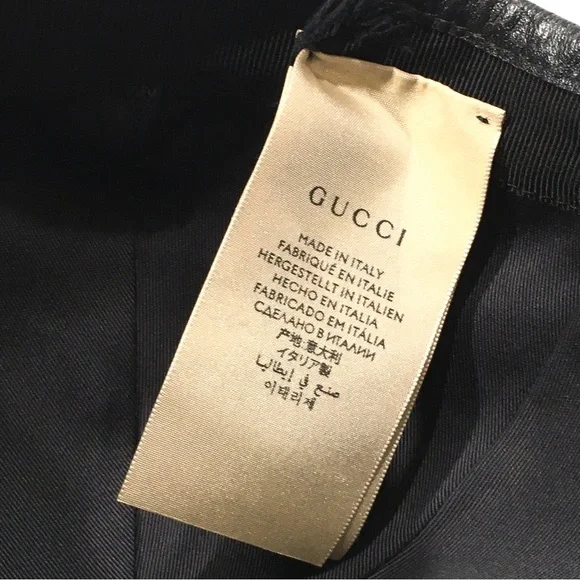 GUCCI
MADE IN ITALY
FABRIQUÉ EN ITALIE
HERGESTELLT IN ITALIEN
HECHO EN ITALIA
FABRICADO EM ITÁLIA
СДЕЛАНО В ИТАЛИИ
产地:意大利
イタリア製
صنع في إيطاليا
이태리제